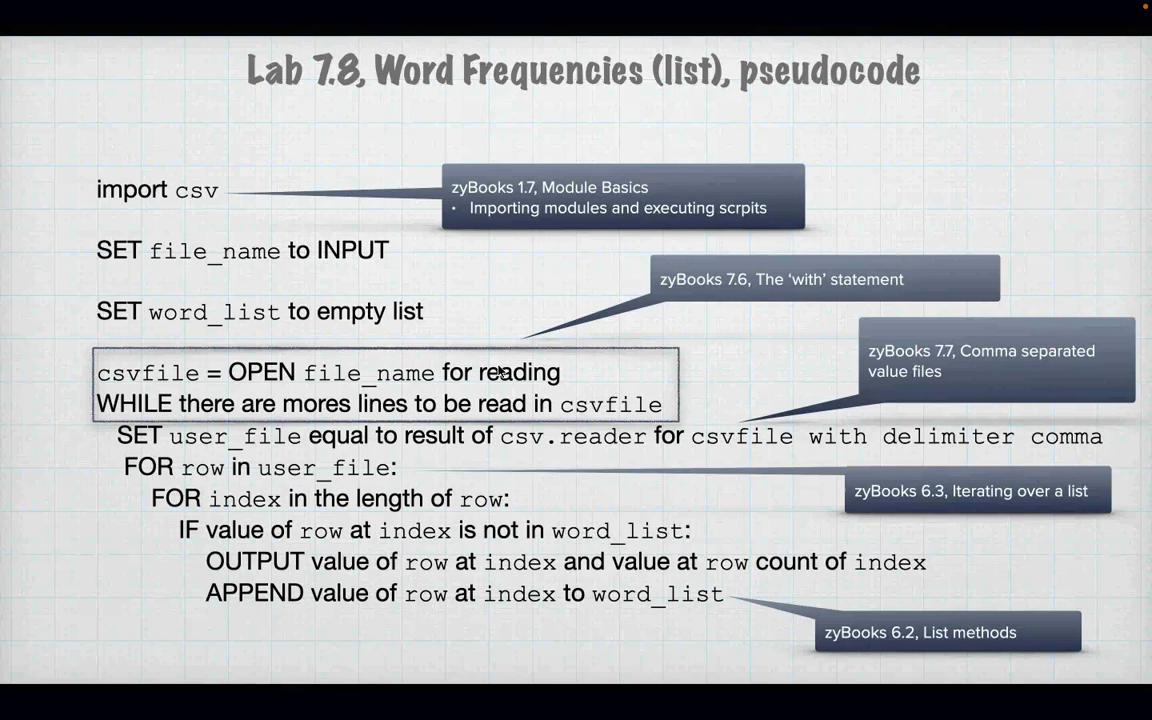 Lab 7.8, Word Frequencies (list), pseudocode
import csv
zyBooks 1.7, Module Basics
• Importing modules and executing scrpits
SET file_name to INPUT
zyBooks 7.6, The ‘with’ statement
SET word_list to empty list
zyBooks 7.7, Comma separated
value files
csvfile = OPEN file_name for reading
WHILE there are mores lines to be read in csvfile
SET user_file equal to result of csv.reader for csvfile with delimiter comma
FOR row in user_file:
zyBooks 6.3, Iterating over a list
FOR index in the length of row:
IF value of row at index is not in word_list:
OUTPUT value of row at index and value at row count of index
APPEND value of row at index to word_list
zyBooks 6.2, List methods